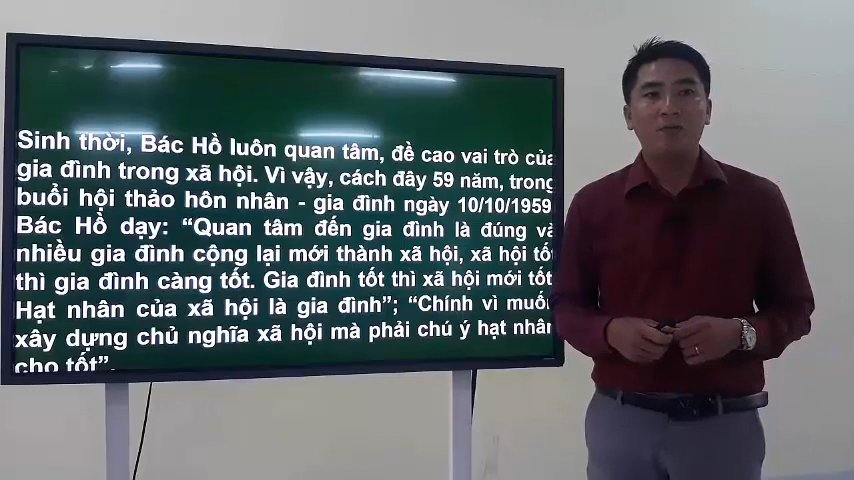 Sinh thời, Bác Hồ luôn quan tâm, đề cao vai trò của
gia đình trong xã hội. Vì vậy, cách đây 59 năm, trong
buổi hội thảo hôn nhân - gia đình ngày 10/10/1959
Bác Hồ dạy: “Quan tâm đến gia đình là đúng và
nhiều gia đình cộng lại mới thành xã hội, xã hội tốt
thì gia đình càng tốt. Gia đình tốt thì xã hội mới tốt
Hạt nhân của xã hội là gia đình”; “Chính vì muốn
xây dựng chủ nghĩa xã hội mà phải chú ý hạt nhân
cho tốt”.